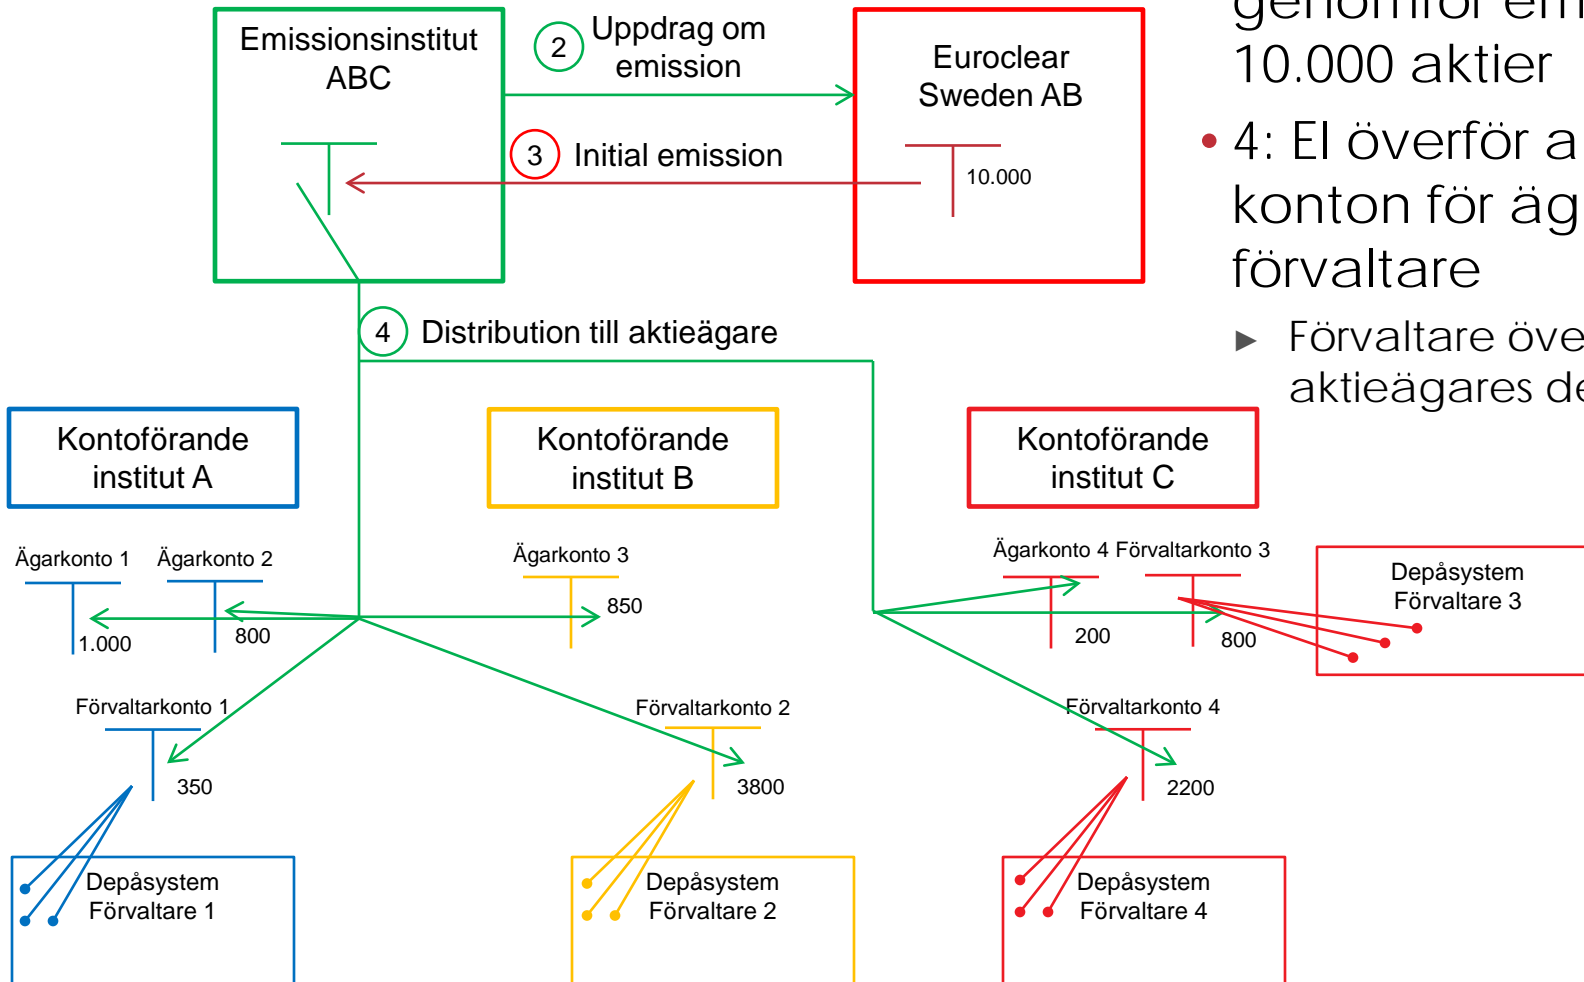 Emissionsinstitut
ABC
2
Uppdrag om
emission
Euroclear
Sweden AB
3
Initial emission
10.000
4
Distribution till aktieägare
10.000 aktier
• 4: EI överför a
konton för äg
förvaltare
► Förvaltare öve
aktieägares de
Kontoförande
institut A
Kontoförande
institut B
Kontoförande
institut C
Ägarkonto 1
Ägarkonto 2
Ägarkonto 3
Ägarkonto 4
Förvaltarkonto 3
1.000
800
850
200
800
Depåsystem
Förvaltare 3
Förvaltarkonto 1
Förvaltarkonto 2
Förvaltarkonto 4
350
3800
2200
Depåsystem
Förvaltare 1
Depåsystem
Förvaltare 2
Depåsystem
Förvaltare 4